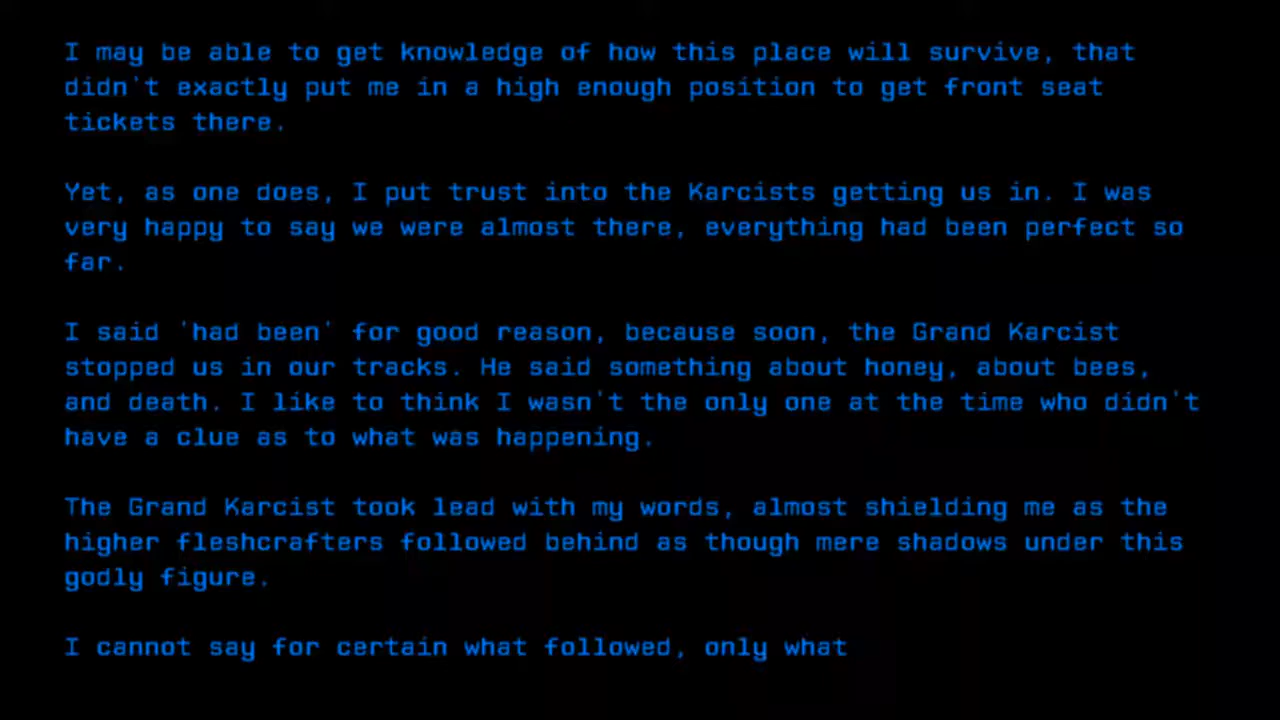 I may be able to get knowledge of how this place will survive, that
didn't exactly put me in a high enough position to get front seat
tickets there.
Yet, as one does, I put trust into the Karcists getting us in. I was
very happy to say we were almost there, everything had been perfect so
far.
I said 'had been' for good reason, because soon, the Grand Karcist
stopped us in our tracks. He said something about honey, about bees,
and death. I like to think I wasn't the only one at the time who didn't
have a clue as to what was happening.
The Grand Karcist took lead with my words, almost shielding me as the
higher fleshcrafters followed behind as though mere shadows under this
godly figure.
I cannot say for certain what followed, only what